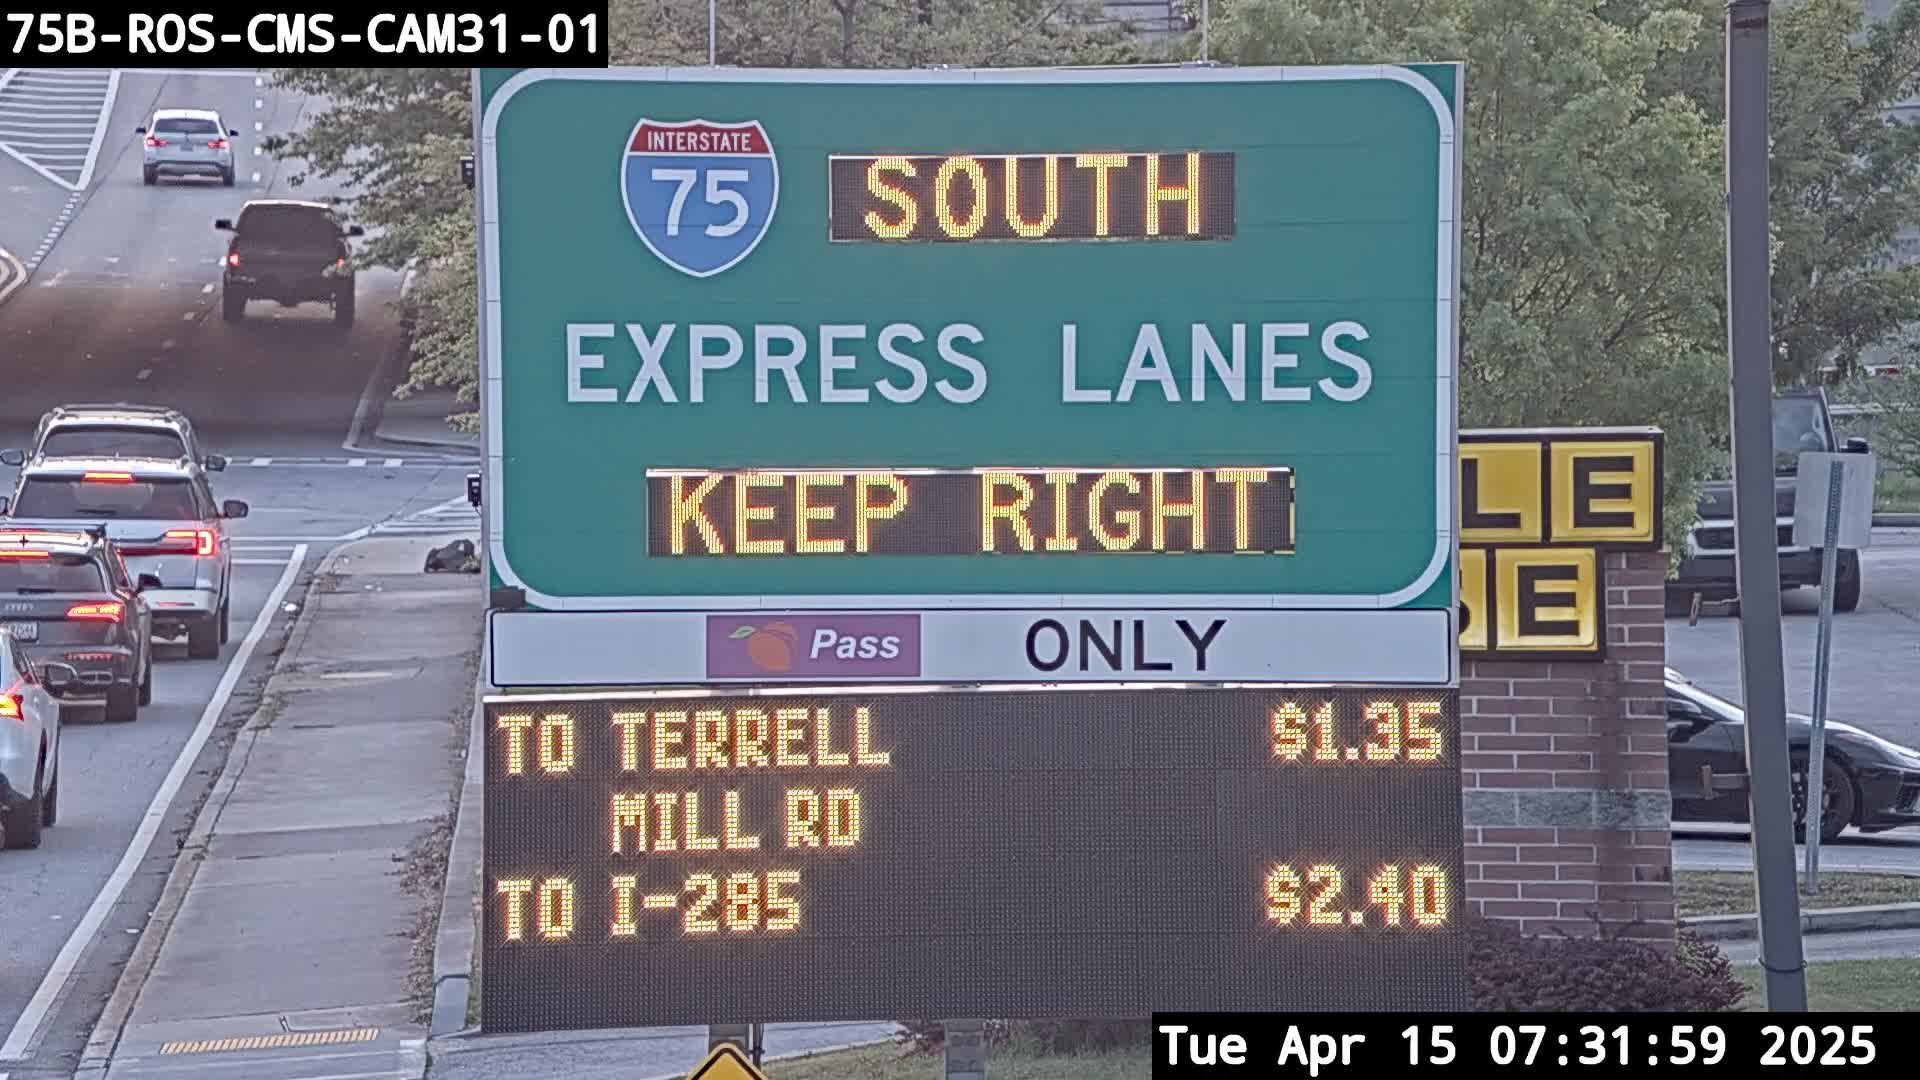 75B-ROS-CMS-CAM31-01
INTERSTATE
75
SOUTH
EXPRESS LANES
KEEP RIGHT
Pass ONLY
TO TERRELL $1.35
MILL RD
TO I-285 $2.40
LE
E
Tue Apr 15 07:31:59 2025